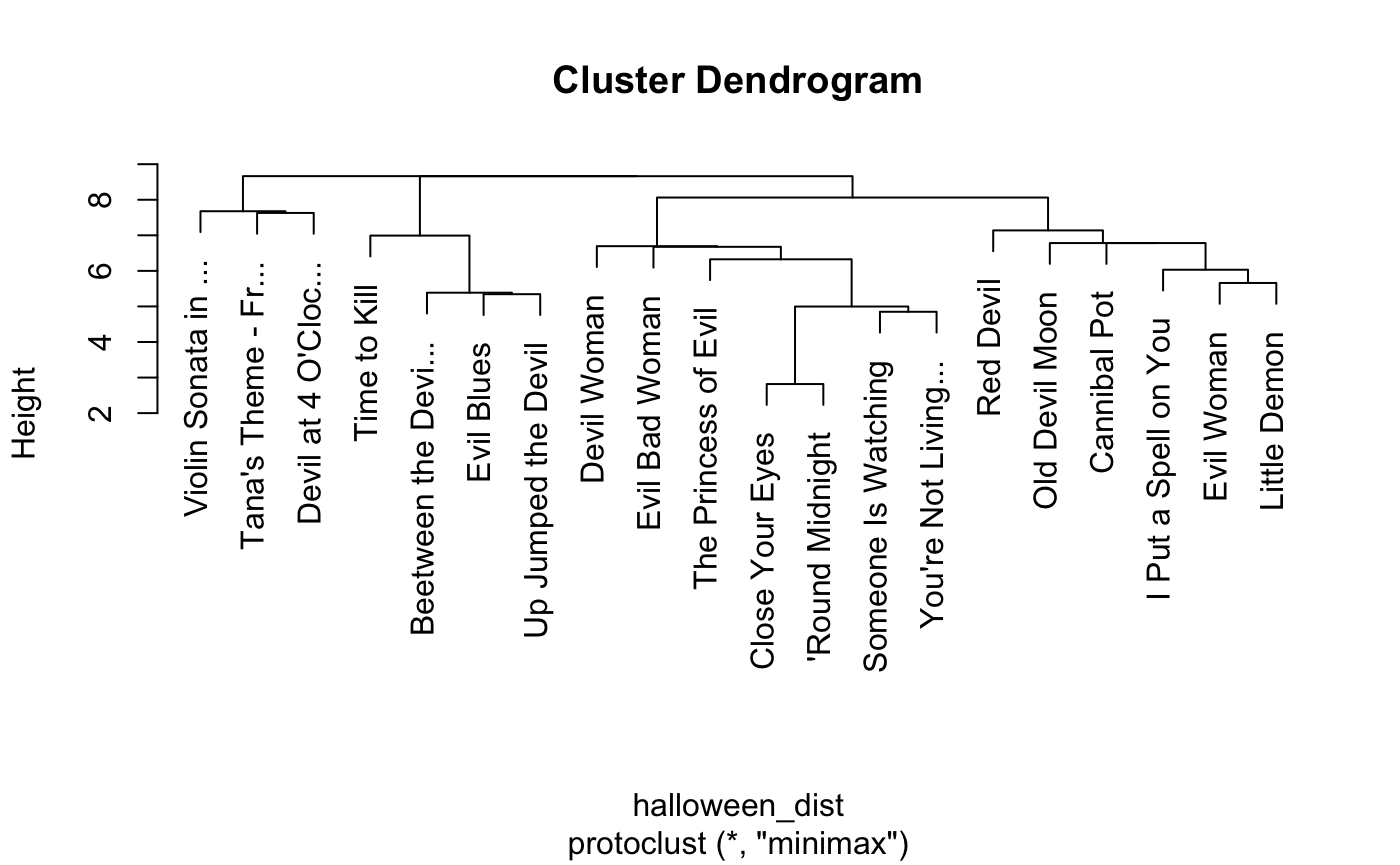 Cluster Dendrogram
Height
8
6
4
2
Violin Sonata in ...
Tana's Theme - Fr...
Devil at 4 O'Cloc...
Time to Kill
Beetween the Devi...
Evil Blues
Up Jumped the Devil
Devil Woman
Evil Bad Woman
The Princess of Evil
Close Your Eyes
'Round Midnight
Someone Is Watching
You're Not Living...
Red Devil
Old Devil Moon
Cannibal Pot
I Put a Spell on You
Evil Woman
Little Demon
halloween_dist
protoclust (*, "minimax")